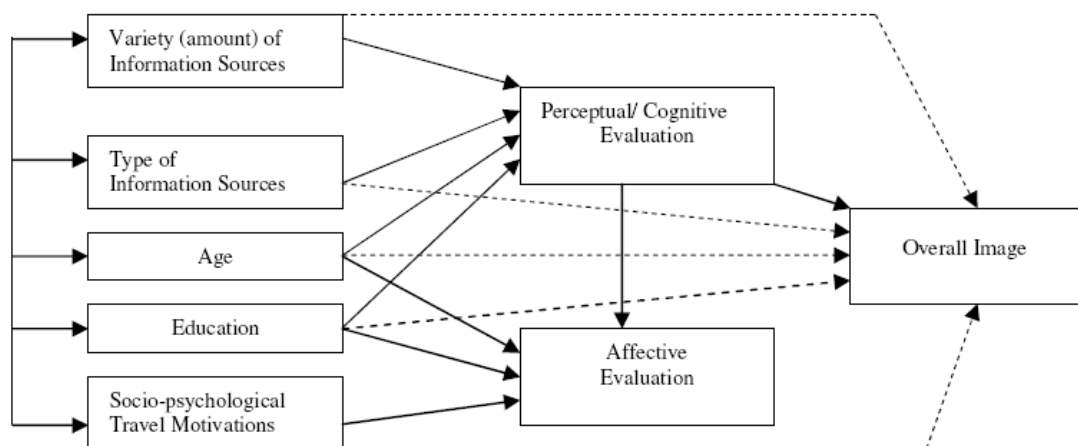 Variety (amount) of
Information Sources
Perceptual/ Cognitive
Evaluation
Type of
Information Sources
Overall Image
Age
Education
Affective
Evaluation
Socio-psychological
Travel Motivations